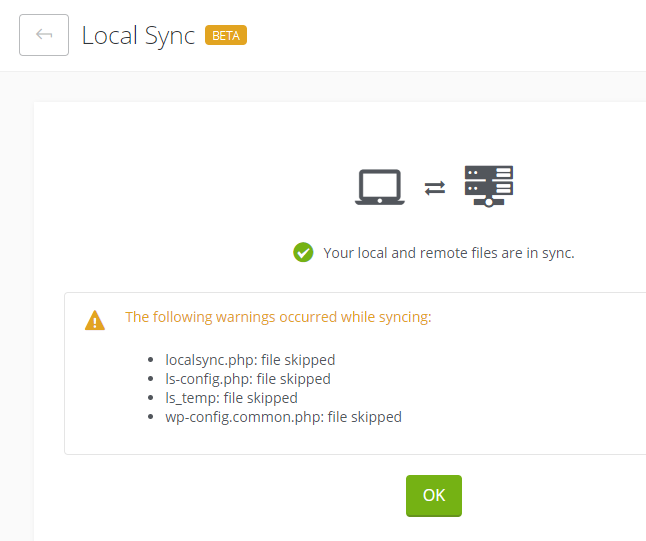 Local Sync BETA
Your local and remote files are in sync.
The following warnings occurred while syncing:
localsync.php: file skipped
ls-config.php: file skipped
ls_temp: file skipped
wp-config.common.php: file skipped
OK